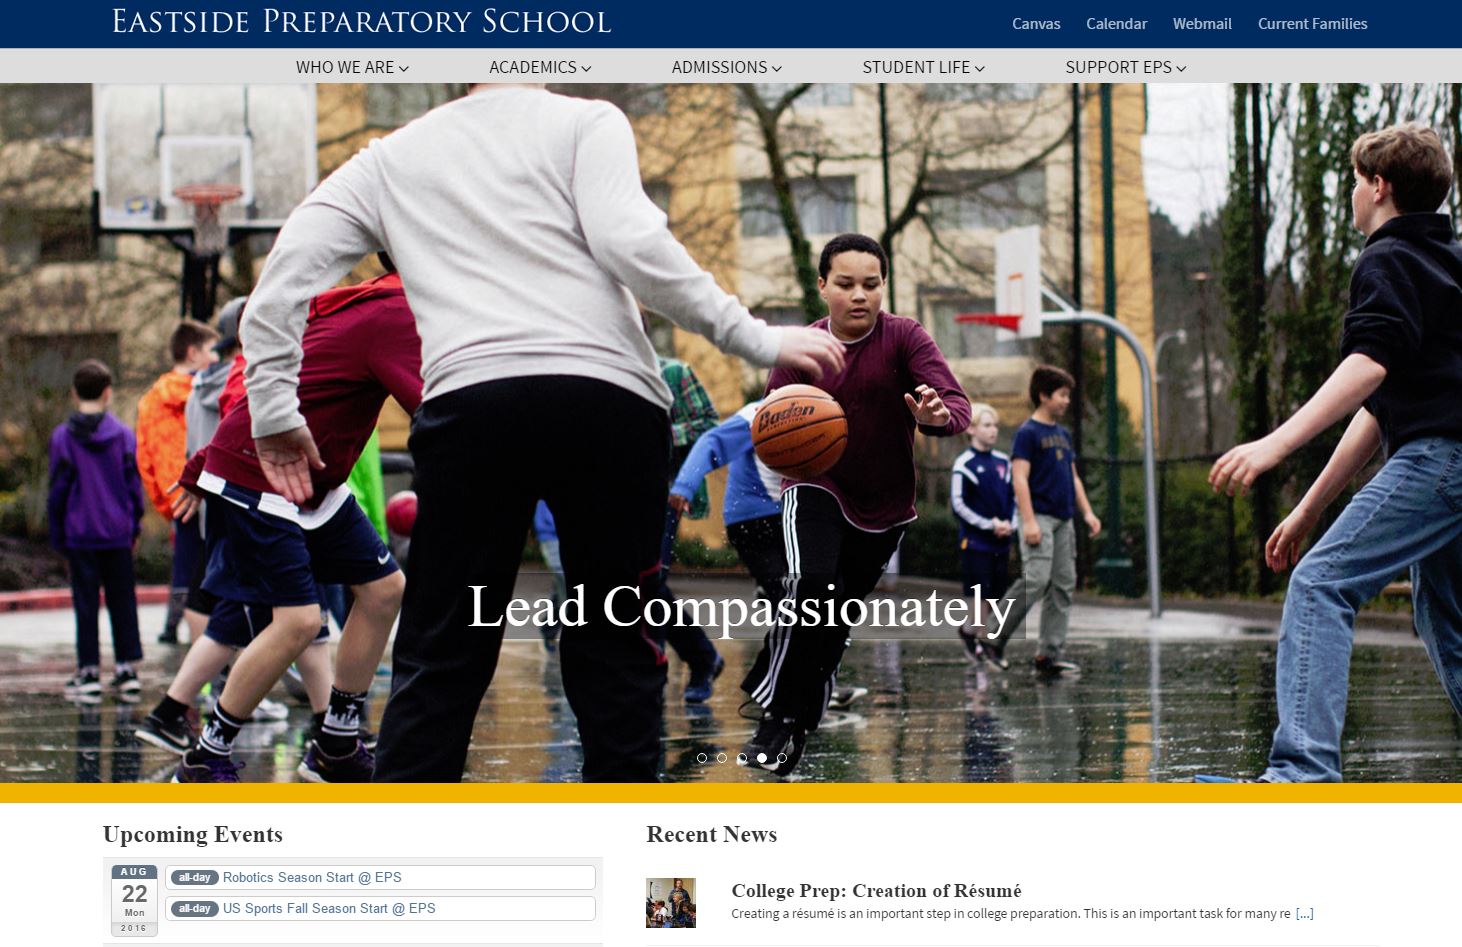 EASTSIDE PREPARATORY SCHOOL
Canvas Calendar Webmail Current Families
WHO WE ARE ACADEMICS ADMISSIONS STUDENT LIFE SUPPORT EPS
Baden
Lead Compassionately
Upcoming Events
AUG
22
Mon
2016
all-day Robotics Season Start @ EPS
all-day US Sports Fall Season Start @ EPS
Recent News
College Prep: Creation of Résumé
Creating a résumé is an important step in college preparation. This is an important task for many re [...]